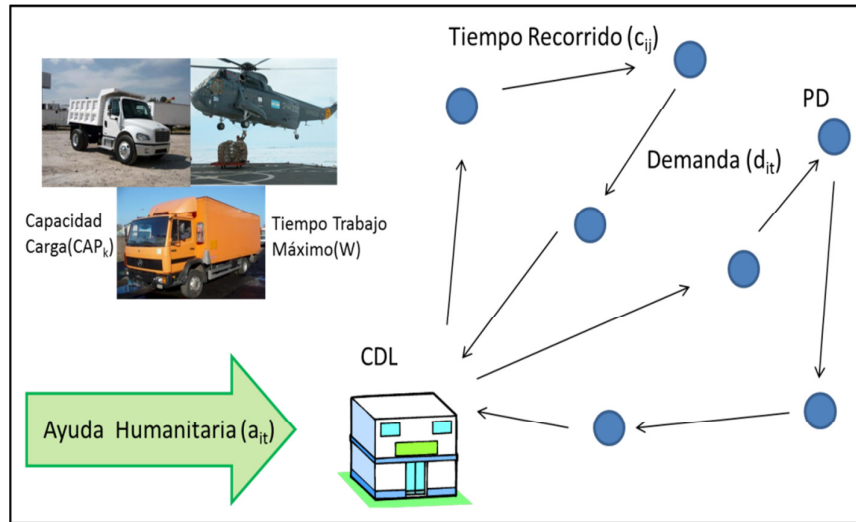 Tiempo Recorrido (cij)
PD
Demanda (dit)
Capacidad
Carga(CAPk)
Tiempo Trabajo
Máximo(W)
CDL
Ayuda Humanitaria (ait)